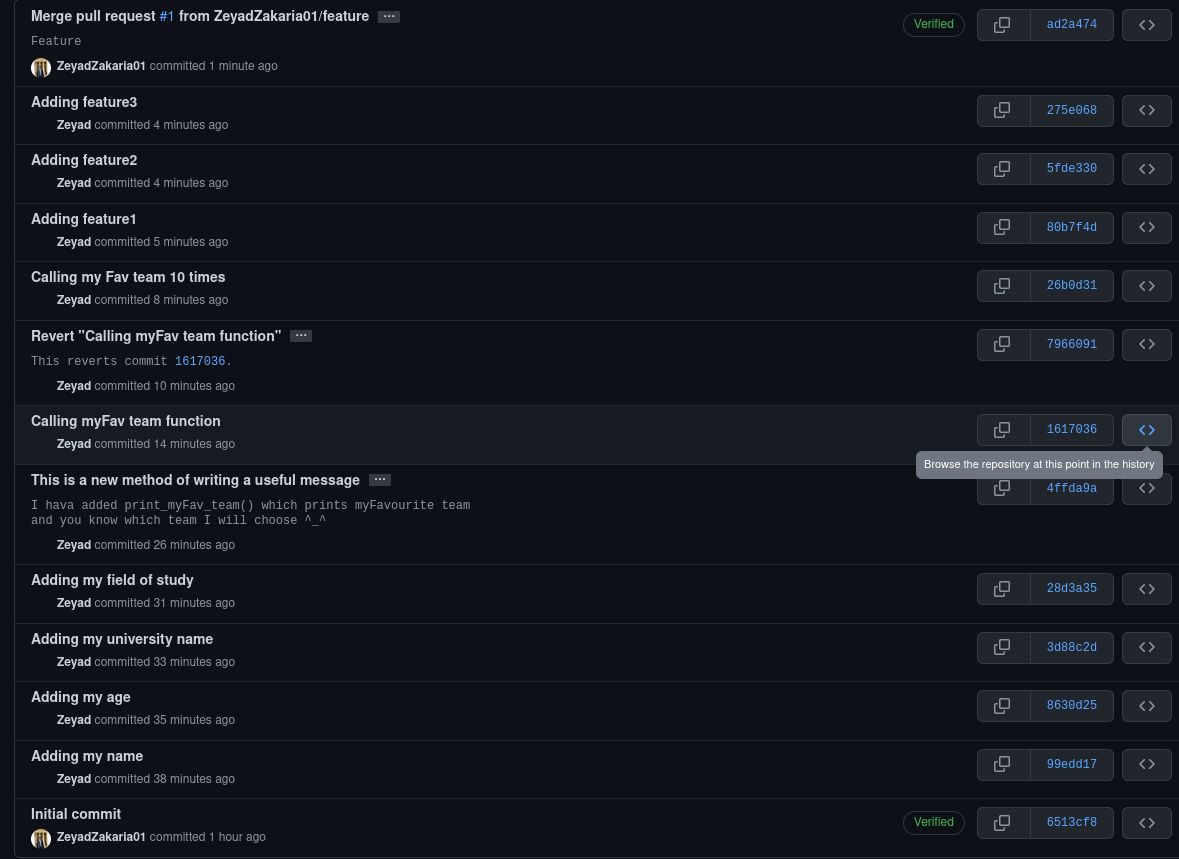 Merge pull request #1 from ZeyadZakaria01/feature ...
Verified
ad2a474
Feature
ZeyadZakaria01 committed 1 minute ago
Adding feature3
275e068
Zeyad committed 4 minutes ago
Adding feature2
5fde330
Zeyad committed 4 minutes ago
Adding feature1
80b7f4d
Zeyad committed 5 minutes ago
Calling my Fav team 10 times
26b0d31
Zeyad committed 8 minutes ago
Revert "Calling myFav team function" ...
7966091
This reverts commit 1617036.
Zeyad committed 10 minutes ago
Calling myFav team function
1617036
Zeyad committed 14 minutes ago
Browse the repository at this point in the history
This is a new method of writing a useful message ...
4ffda9a
I hava added print_myFav_team() which prints myFavourite team
and you know which team I will choose ^_^
Zeyad committed 26 minutes ago
Adding my field of study
28d3a35
Zeyad committed 31 minutes ago
Adding my university name
3d88c2d
Zeyad committed 33 minutes ago
Adding my age
8630d25
Zeyad committed 35 minutes ago
Adding my name
99edd17
Zeyad committed 38 minutes ago
Initial commit
Verified
6513cf8
ZeyadZakaria01 committed 1 hour ago